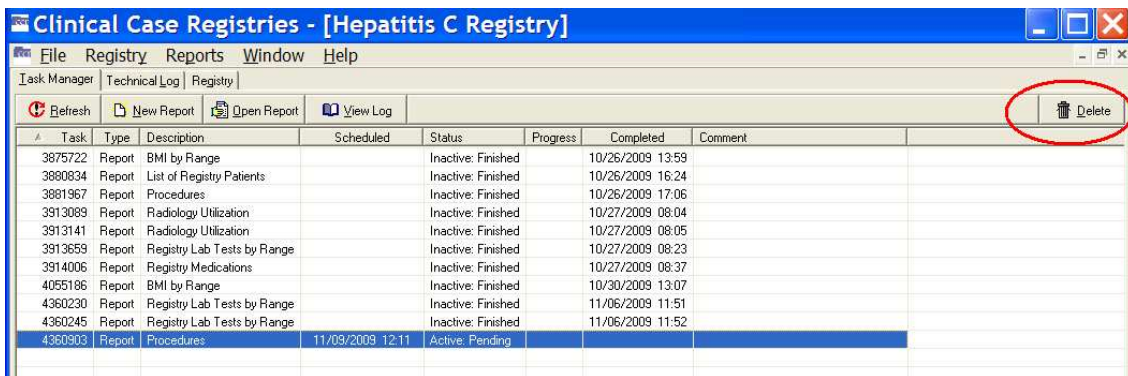 Clinical Case Registries - [Hepatitis C Registry]
File Registry Reports Window Help
Task Manager Technical Log Registry
Refresh New Report Open Report View Log Delete
Task Type Description Scheduled Status Progress Completed Comment
3875722 Report BMI by Range Inactive: Finished 10/26/2009 13:59
3880834 Report List of Registry Patients Inactive: Finished 10/26/2009 16:24
3881967 Report Procedures Inactive: Finished 10/26/2009 17:06
3913089 Report Radiology Utilization Inactive: Finished 10/27/2009 08:04
3913141 Report Radiology Utilization Inactive: Finished 10/27/2009 08:05
3913659 Report Registry Lab Tests by Range Inactive: Finished 10/27/2009 08:23
3914006 Report Registry Medications Inactive: Finished 10/27/2009 08:37
4055186 Report BMI by Range Inactive: Finished 10/30/2009 13:07
4360230 Report Registry Lab Tests by Range Inactive: Finished 11/06/2009 11:51
4360245 Report Registry Lab Tests by Range Inactive: Finished 11/06/2009 11:52
4360903 Report Procedures 11/09/2009 12:11 Active: Pending